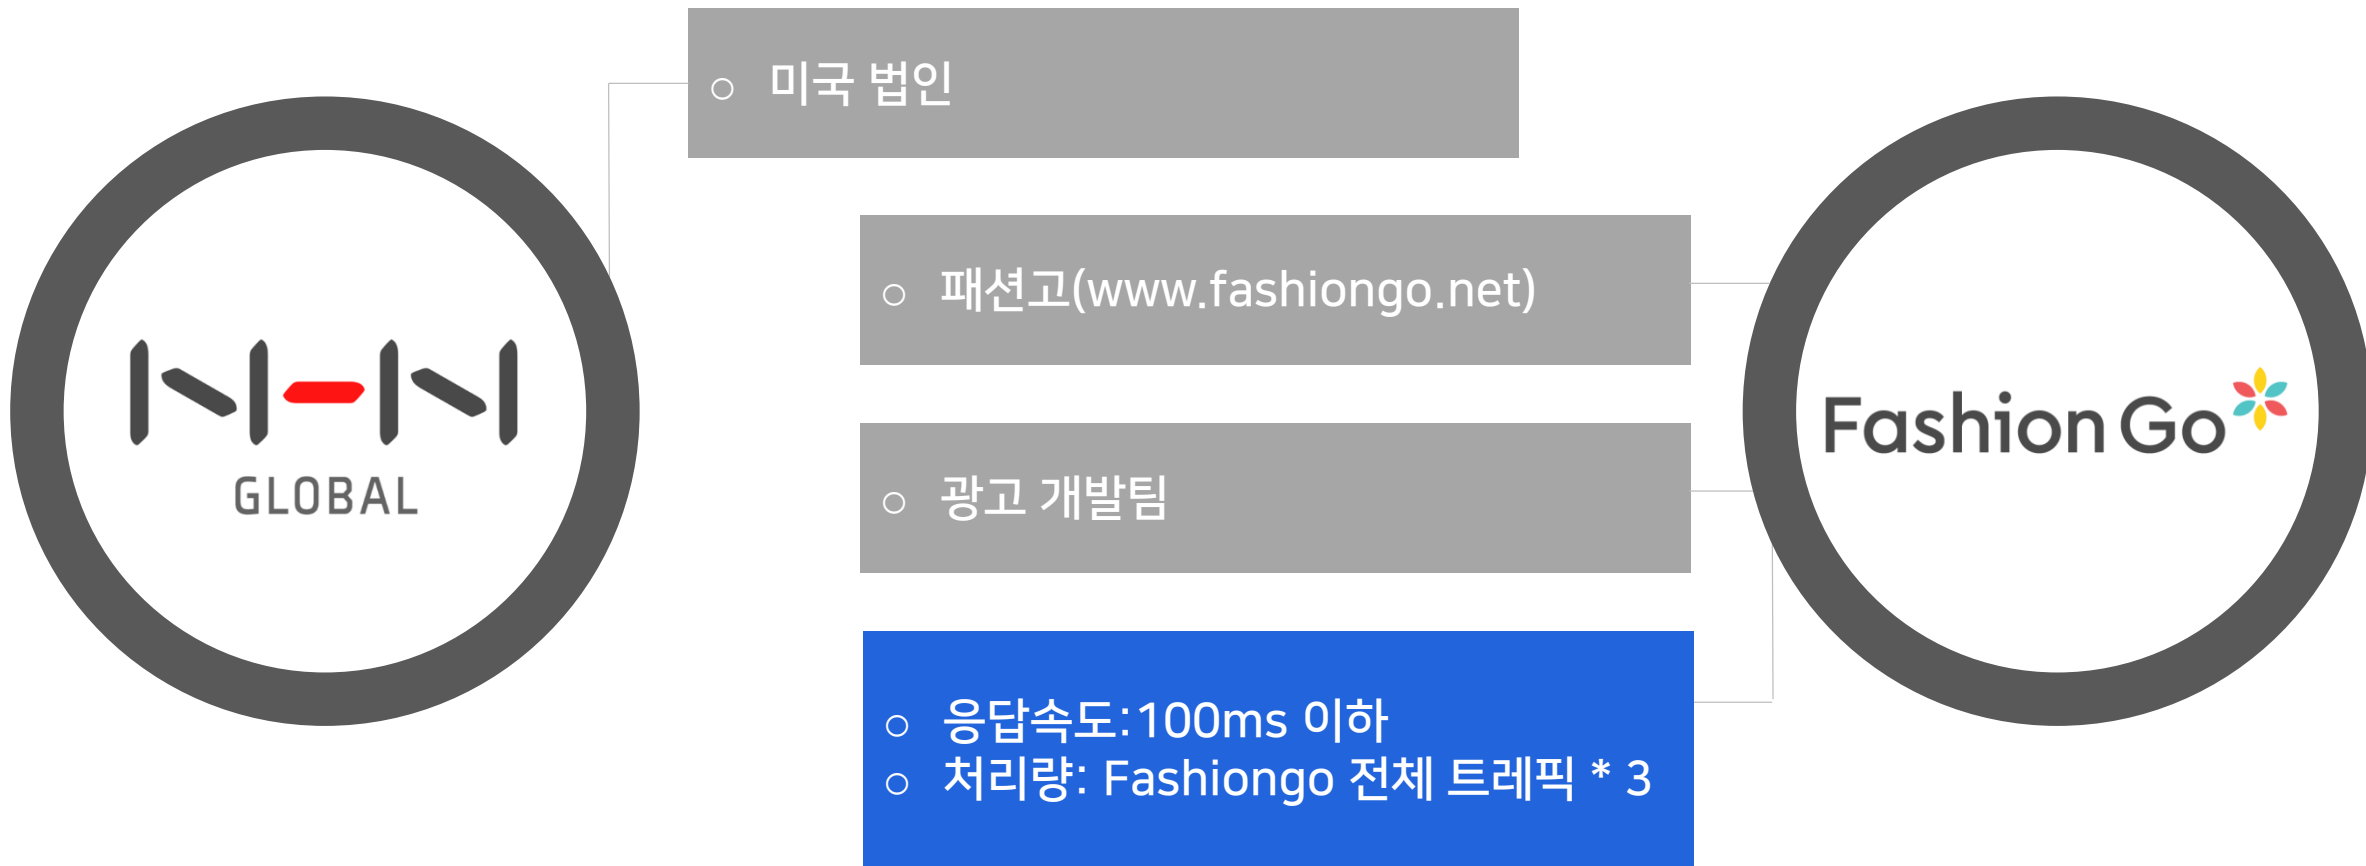 미국 법인
NHN
GLOBAL
패션고(www.fashiongo.net)
광고 개발팀
Fashion Go
응답속도:100ms 이하
처리량: Fashiongo 전체 트레픽 * 3